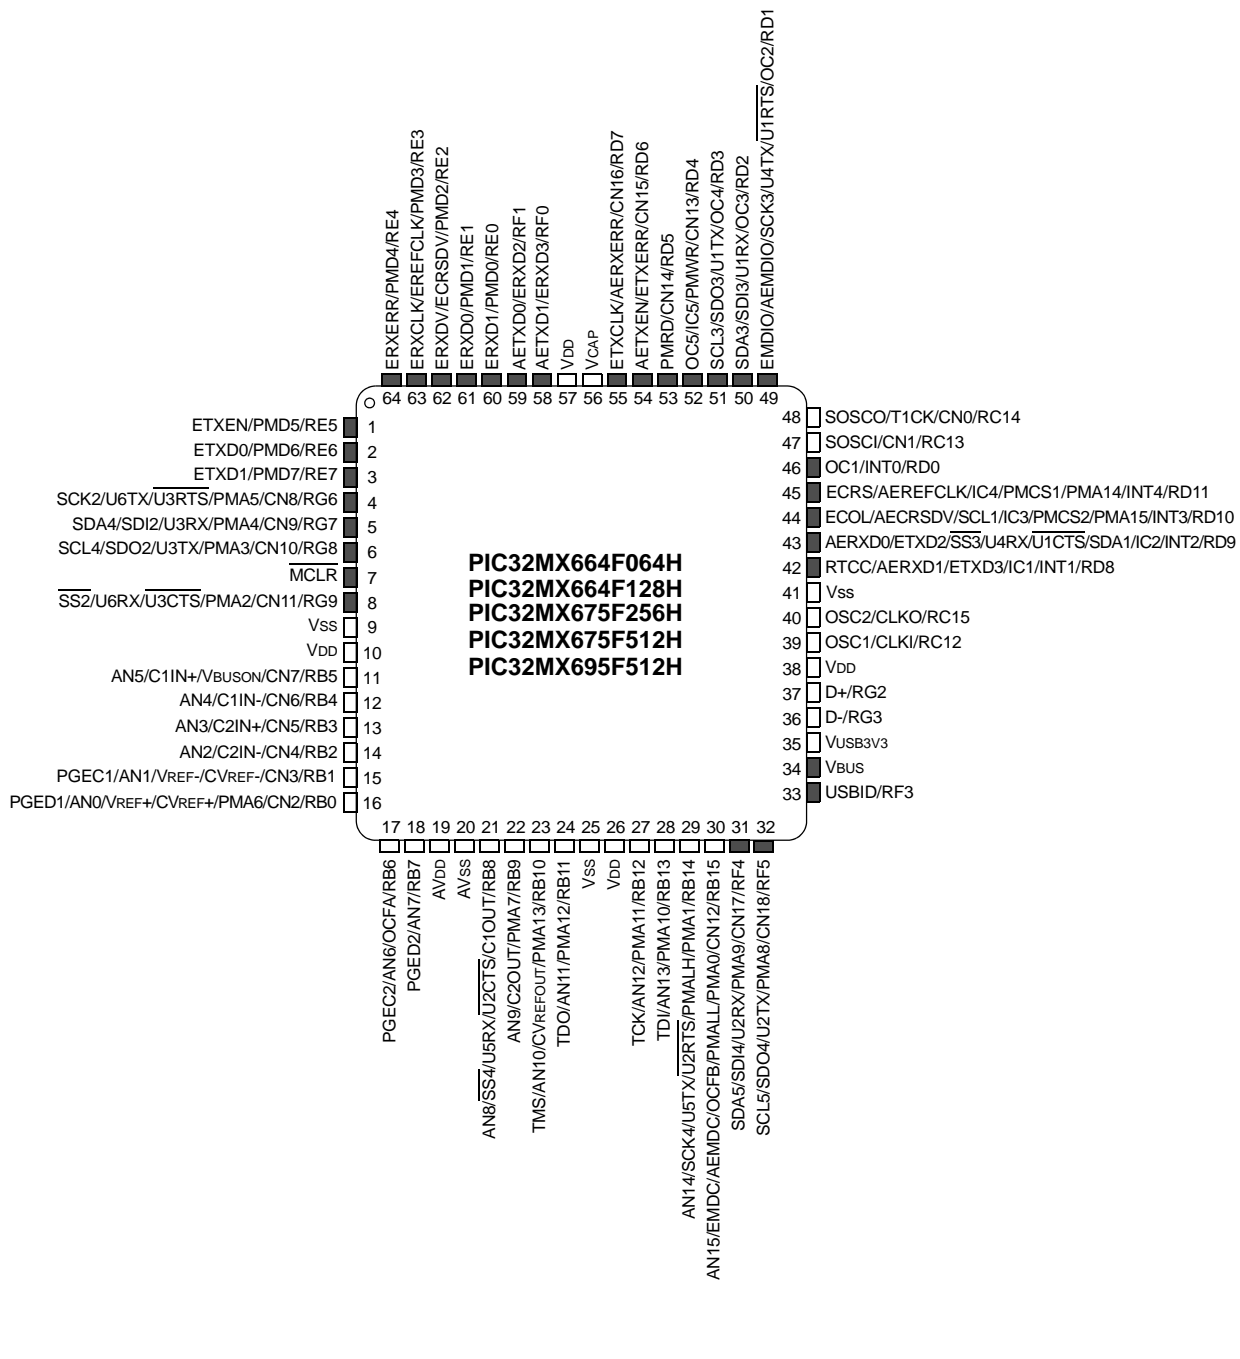 ERXERR/PMD4/RE4
ERXCLK/EREFCLK/PMD3/RE3
ERXDV/ECRSDV/PMD2/RE2
ERXD0/PMD1/RE1
ERXD1/PMD0/RE0
AETXD0/ERXD2/RF1
AETXD1/ERXD3/RF0
VDD
VCAP
ETXCLK/AERXERR/CN16/RD7
AETXEN/ETXERR/CN15/RD6
PMRD/CN14/RD5
OC5/IC5/PMWR/CN13/RD4
SCL3/SDO3/U1TX/OC4/RD3
SDA3/SDI3/U1RX/OC3/RD2
EMDIO/AEMDIO/SCK3/U4TX/U1RTS/OC2/RD1
64 63 62 61 60 59 58 57 56 55 54 53 52 51 50 49
ETXEN/PMD5/RE5 1
ETXD0/PMD6/RE6 2
ETXD1/PMD7/RE7 3
SCK2/U6TX/U3RTS/PMA5/CN8/RG6 4
SDA4/SDI2/U3RX/PMA4/CN9/RG7 5
SCL4/SDO2/U3TX/PMA3/CN10/RG8 6
MCLR 7
SS2/U6RX/U3CTS/PMA2/CN11/RG9 8
VSS 9
VDD 10
AN5/C1IN+/VBUSON/CN7/RB5 11
AN4/C1IN-/CN6/RB4 12
AN3/C2IN+/CN5/RB3 13
AN2/C2IN-/CN4/RB2 14
PGEC1/AN1/VREF-/CVREF-/CN3/RB1 15
PGED1/AN0/VREF+/CVREF+/PMA6/CN2/RB0 16
PIC32MX664F064H
PIC32MX664F128H
PIC32MX675F256H
PIC32MX675F512H
PIC32MX695F512H
48 SOSCO/T1CK/CN0/RC14
47 SOSCI/CN1/RC13
46 OC1/INT0/RD0
45 ECRS/AEREFCLK/IC4/PMCS1/PMA14/INT4/RD11
44 ECOL/AECRSDV/SCL1/IC3/PMCS2/PMA15/INT3/RD10
43 AERXD0/ETXD2/SS3/U4RX/U1CTS/SDA1/IC2/INT2/RD9
42 RTCC/AERXD1/ETXD3/IC1/INT1/RD8
41 Vss
40 OSC2/CLKO/RC15
39 OSC1/CLKI/RC12
38 VDD
37 D+/RG2
36 D-/RG3
35 VUSB3V3
34 VBUS
33 USBID/RF3
17 18 19 20 21 22 23 24 25 26 27 28 29 30 31 32
PGEC2/AN6/OCFA/RB6
PGED2/AN7/RB7
AVDD
AVSS
AN8/SS4/U5RX/U2CTS/C1OUT/RB8
AN9/C2OUT/PMA7/RB9
TMS/AN10/CVREFOUT/PMA13/RB10
TDO/AN11/PMA12/RB11
VSS
VDD
TCK/AN12/PMA11/RB12
TDI/AN13/PMA10/RB13
AN14/SCK4/U5TX/U2RTS/PMALH/PMA1/RB14
AN15/EMDC/AEMDC/OCFB/PMALL/PMA0/CN12/RB15
SDA5/SDI4/U2RX/PMA9/CN17/RF4
SCL5/SDO4/U2TX/PMA8/CN18/RF5